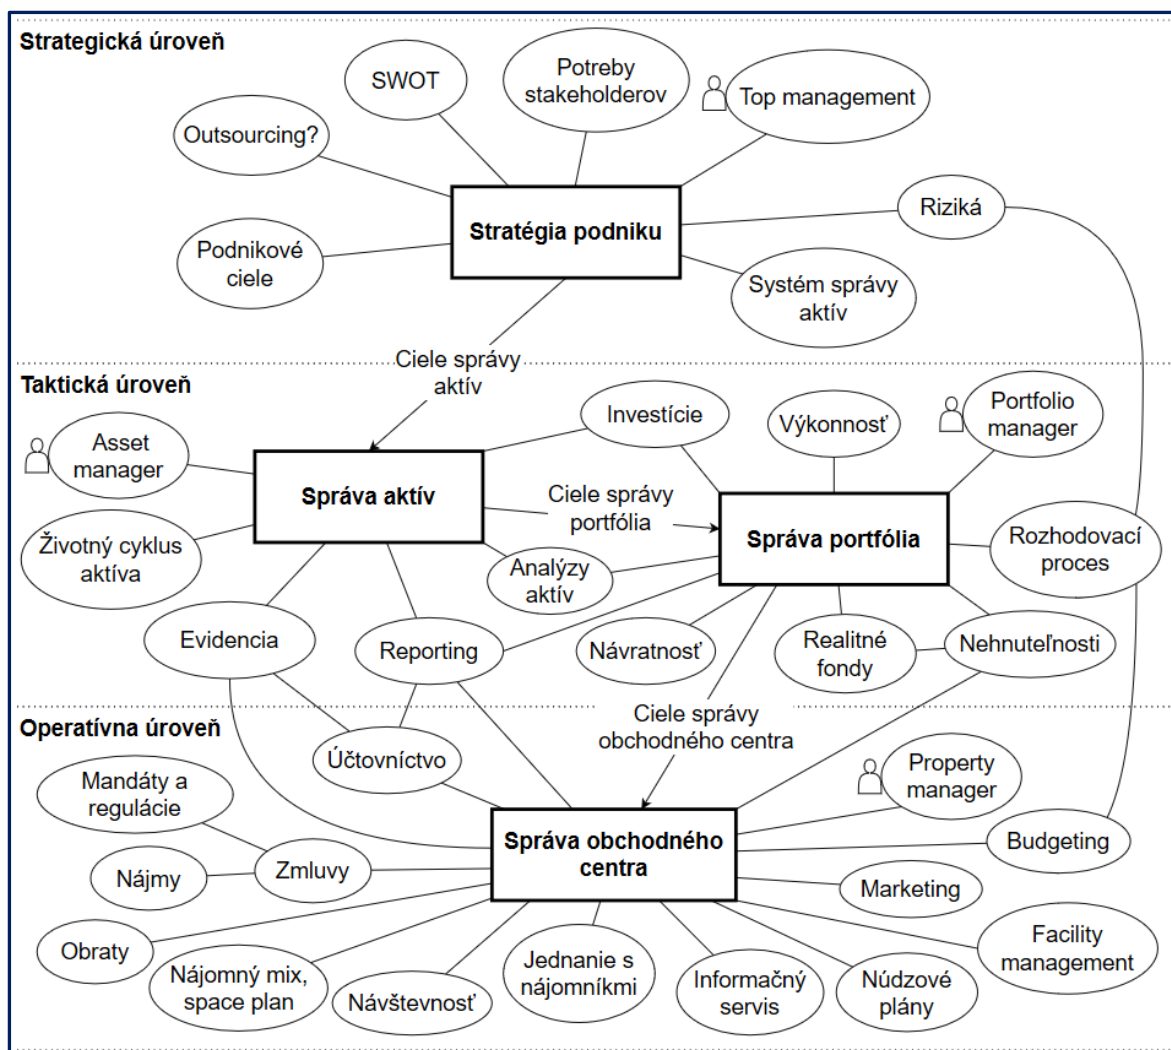 Strategická úroveň
SWOT
Potreby
stakeholderov
Top management
Outsourcing?
Riziká
Stratégia podniku
Podnikové
ciele
Systém správy
aktív
Ciele správy
aktív
Taktická úroveň
Asset
manager
Investície
Výkonnosť
Portfolio
manager
Správa aktív
Ciele správy
portfólia
Správa portfólia
Životný cyklus
aktíva
Analýzy
aktív
Rozhodovací
proces
Evidencia
Reporting
Návratnosť
Realitné
fondy
Nehnuteľnosti
Ciele správy
obchodného centra
Operatívna úroveň
Účtovníctvo
Mandáty a
regulácie
Property
manager
Správa obchodného
centra
Budgeting
Nájmy
Zmluvy
Marketing
Obraty
Nájomný mix,
space plan
Návštevnosť
Jednanie s
nájomníkmi
Informačný
servis
Núdzové
plány
Facility
management